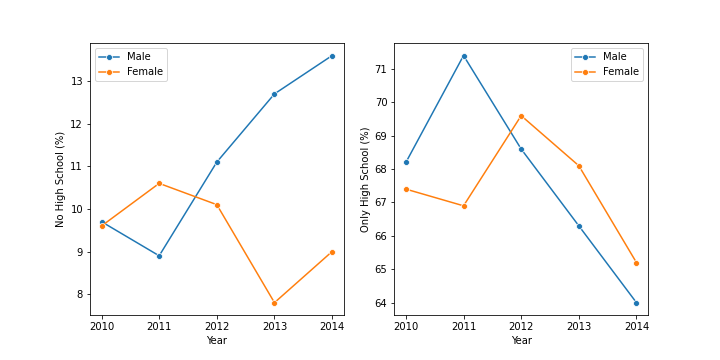 No High School (%)
13
12
11
10
9
8
Male
Female
2010 2011 2012 2013 2014
Year
Only High School (%)
71
70
69
68
67
66
65
64
Male
Female
2010 2011 2012 2013 2014
Year